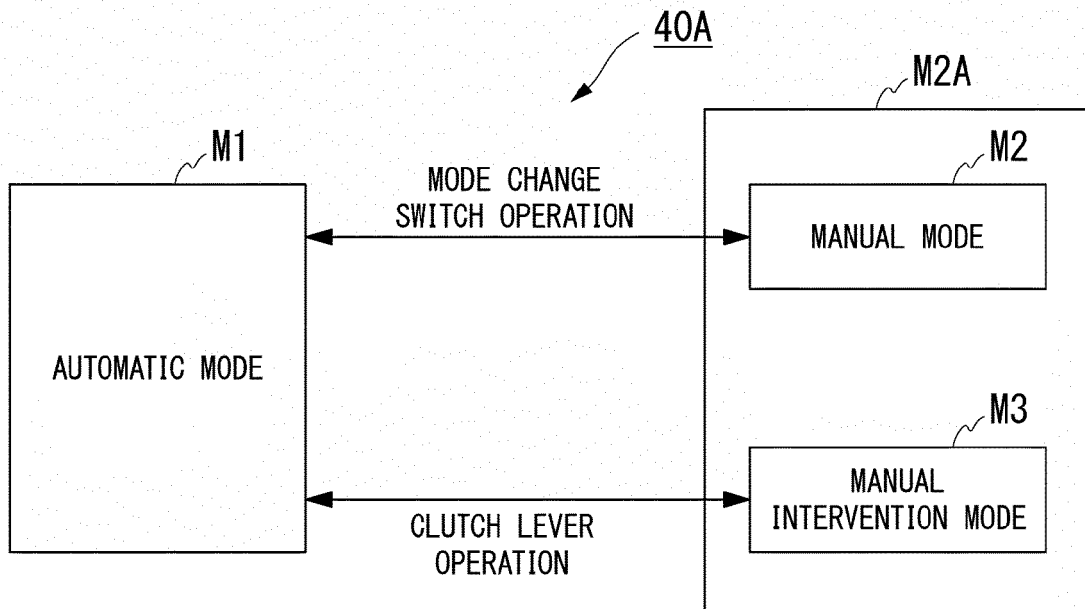 40A
M2A
M1
M2
MODE CHANGE
SWITCH OPERATION
MANUAL MODE
AUTOMATIC MODE
M3
MANUAL
INTERVENTION MODE
CLUTCH LEVER
OPERATION